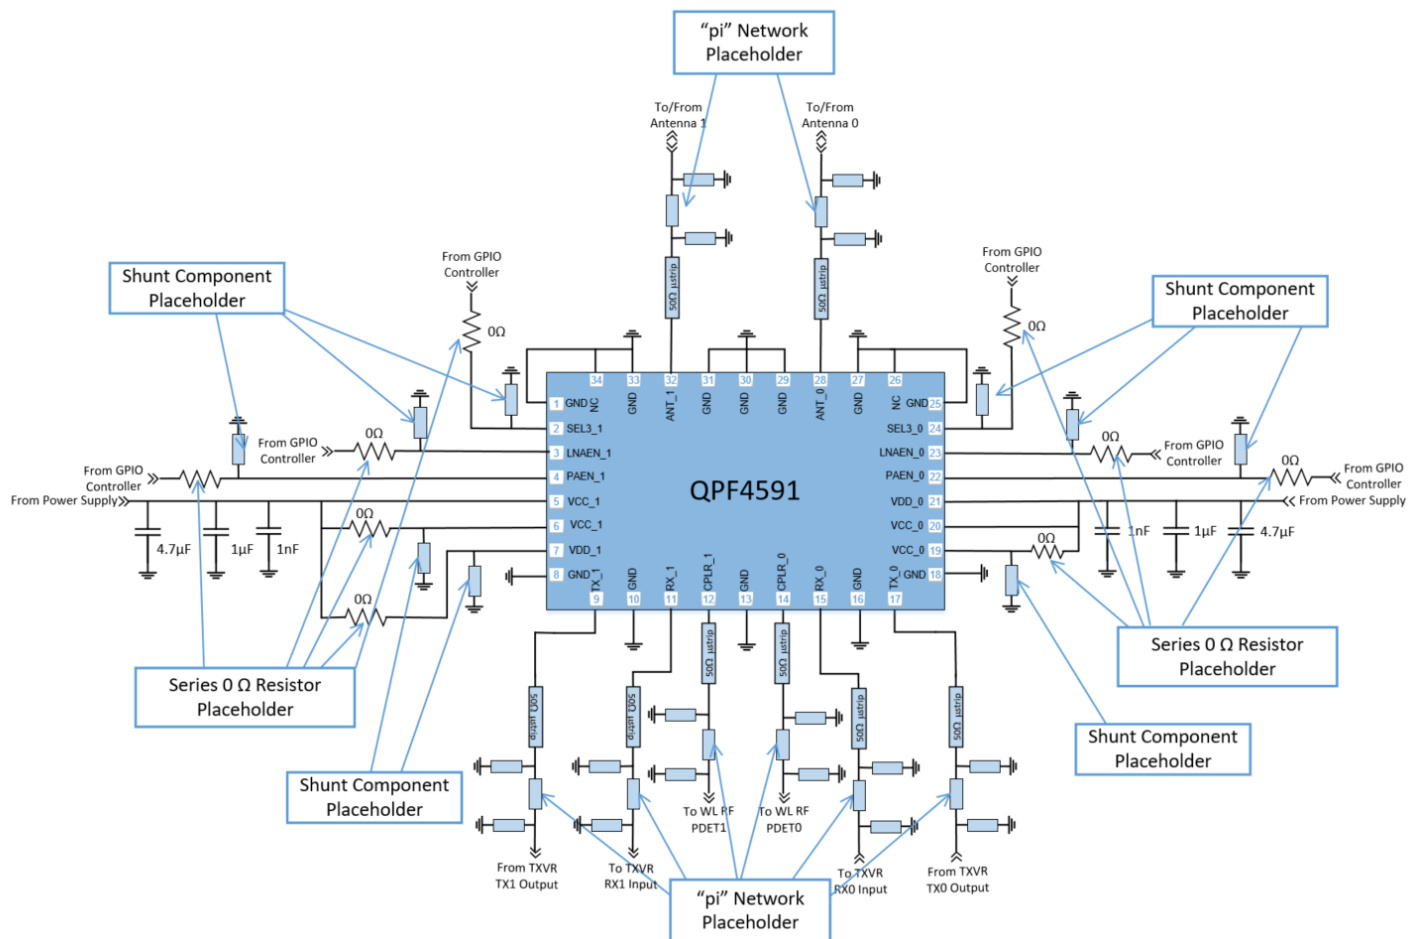 “pi” Network
Placeholder
To/From
Antenna 1
To/From
Antenna 0
From GPIO
Controller
From GPIO
Controller
Shunt Component
Placeholder
Shunt Component
Placeholder
50Ω µstrip
50Ω µstrip
0Ω
0Ω
34
33
32
31
30
29
28
27
26
NC
GND
ANT_1
GND
GND
GND
ANT_0
GND
NC
1
GND
GND
25
2
SEL3_1
SEL3_0
24
From GPIO
Controller
0Ω
3
LNAEN_1
LNAEN_0
23
0Ω
From GPIO
Controller
From GPIO
Controller
0Ω
4
PAEN_1
PAEN_0
22
0Ω
From GPIO
Controller
QPF4591
From Power Supply
5
VCC_1
VDD_0
21
From Power Supply
0Ω
6
VCC_1
VCC_0
20
4.7µF
1µF
1nF
1nF
1µF
4.7µF
7
VDD_1
VCC_0
19
0Ω
8
GND
GND
18
TX_1
GND
RX_1
CPLR_1
GND
CPLR_0
RX_0
GND
TX_0
9
10
11
12
13
14
15
16
17
0Ω
50Ω µstrip
50Ω µstrip
50Ω µstrip
50Ω µstrip
50Ω µstrip
50Ω µstrip
Series 0 Ω Resistor
Placeholder
Series 0 Ω Resistor
Placeholder
Shunt Component
Placeholder
Shunt Component
Placeholder
To WL RF
PDET1
To WL RF
PDET0
From TXVR
TX1 Output
To TXVR
RX1 Input
To TXVR
RX0 Input
From TXVR
TX0 Output
“pi” Network
Placeholder